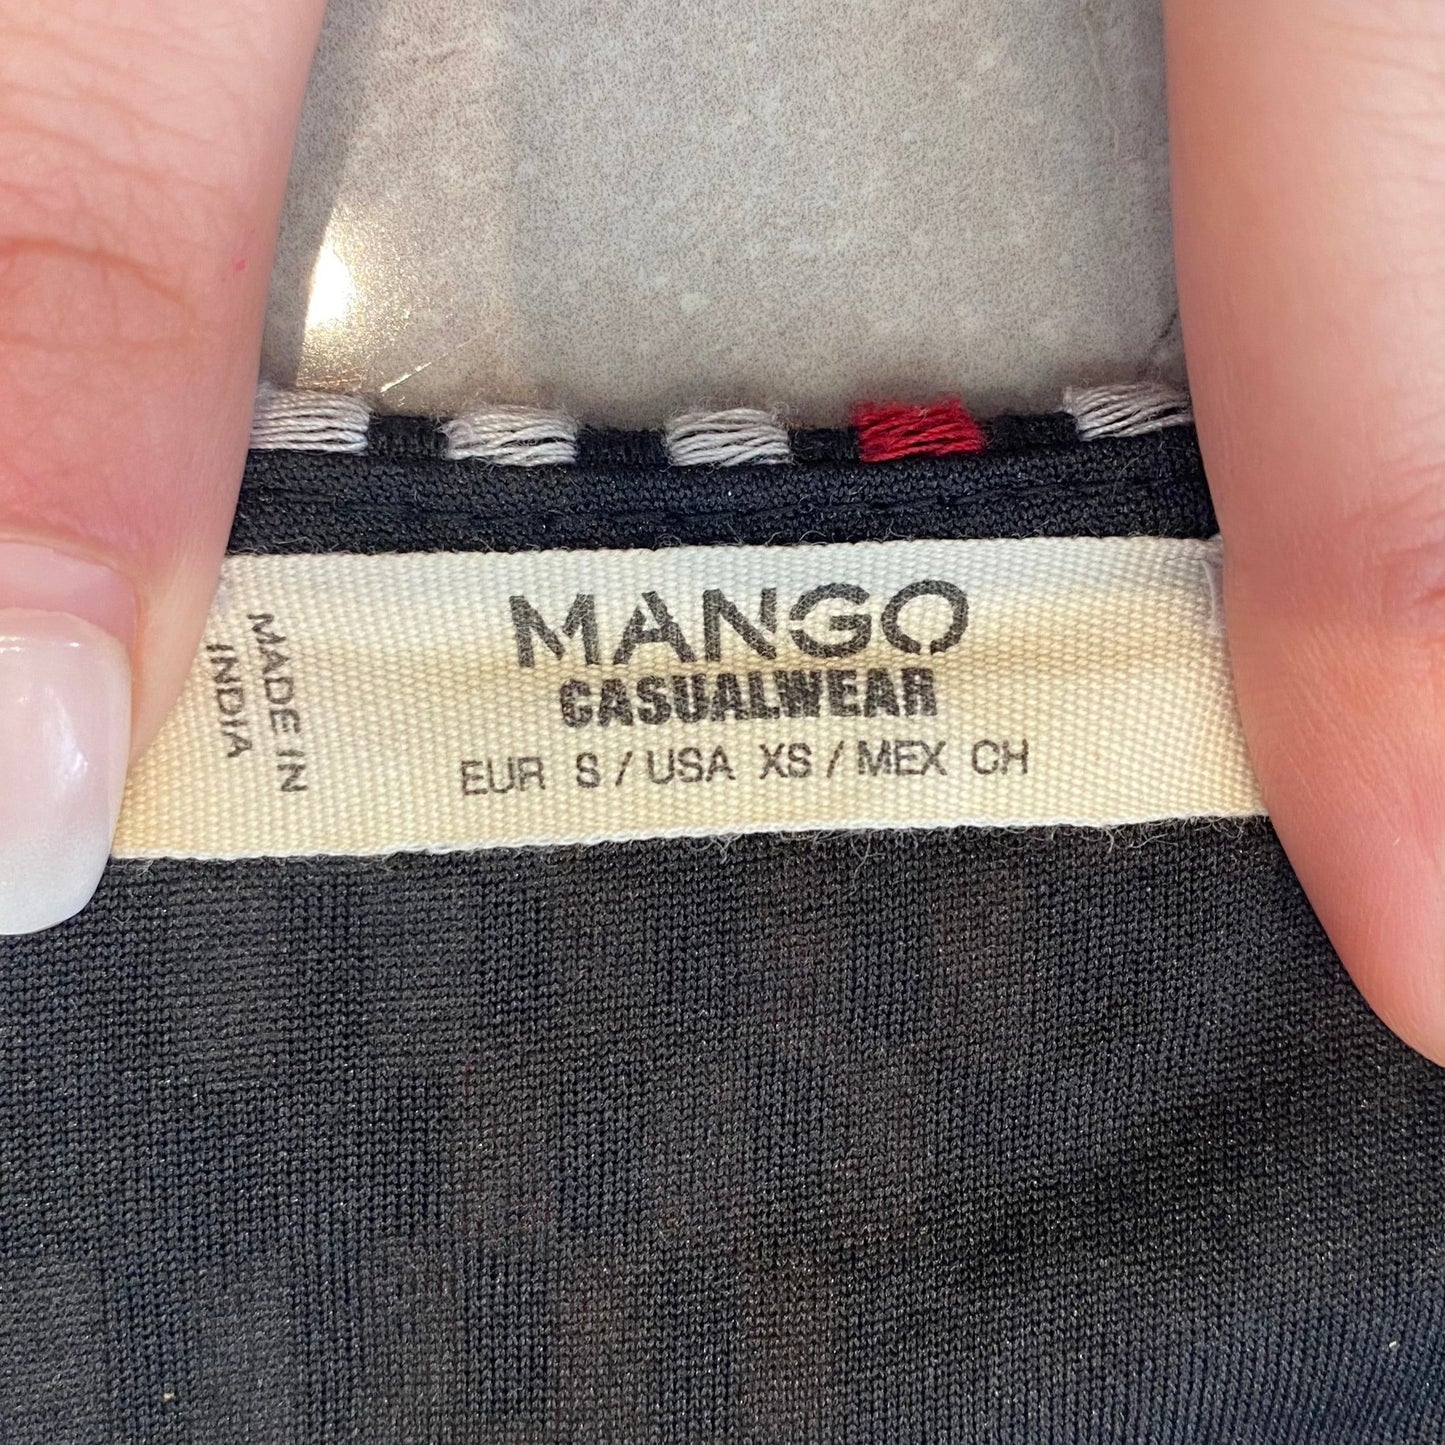 MANGO
CASUALWEAR
EUR S / USA XS / MEX CH
MADE IN
INDIA